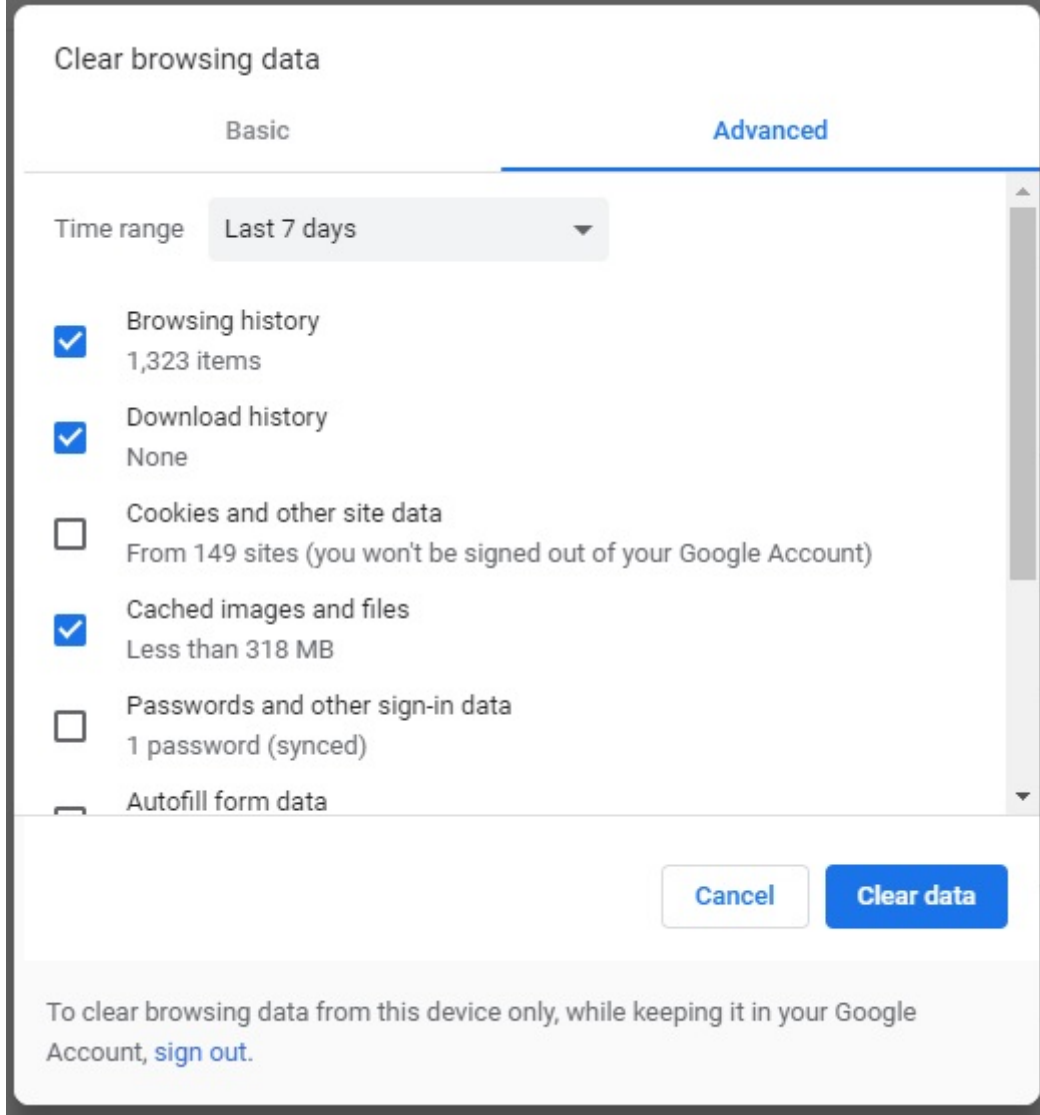 Clear browsing data
Basic
Advanced
Time range
Last 7 days
Browsing history
1,323 items
Download history
None
Cookies and other site data
From 149 sites (you won't be signed out of your Google Account)
Cached images and files
Less than 318 MB
Passwords and other sign-in data
1 password (synced)
Autofill form data
Cancel
Clear data
To clear browsing data from this device only, while keeping it in your Google
Account, sign out.